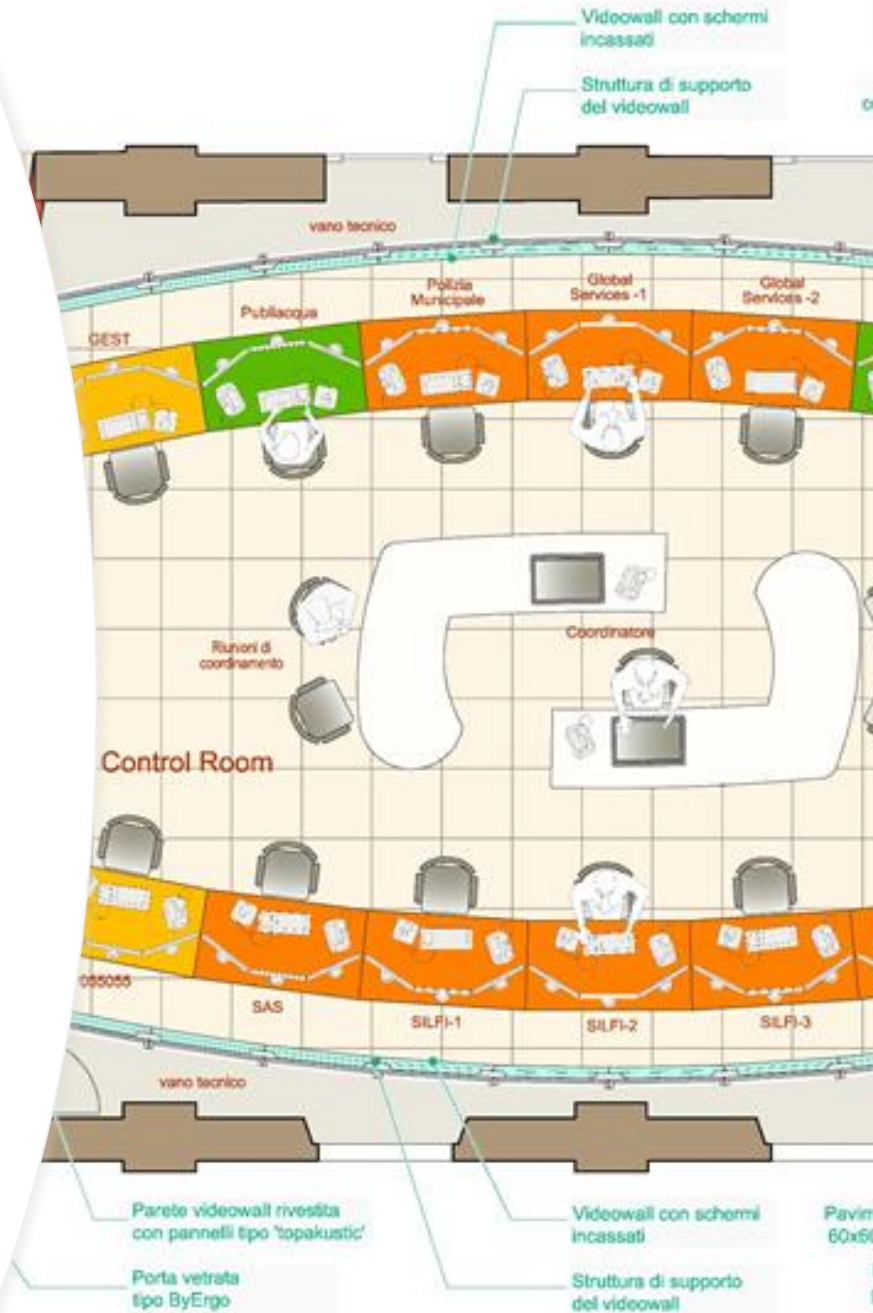 Videowall con schermi
incassati
Struttura di supporto
del videowall
vano tecnico
Polizia
Municipale
Global
Services -1
Global
Services -2
Publiacqua
GEST
Riunioni di
coordinamento
Coordinatore
Control Room
055055
SAS
SILFI-1
SILFI-2
SILFI-3
vano tecnico
Parete videowall rivestita
con pannelli tipo 'topakustic'
Porta vetrata
tipo ByErgo
Videowall con schermi
incassati
Struttura di supporto
del videowall
Pavim
60x60